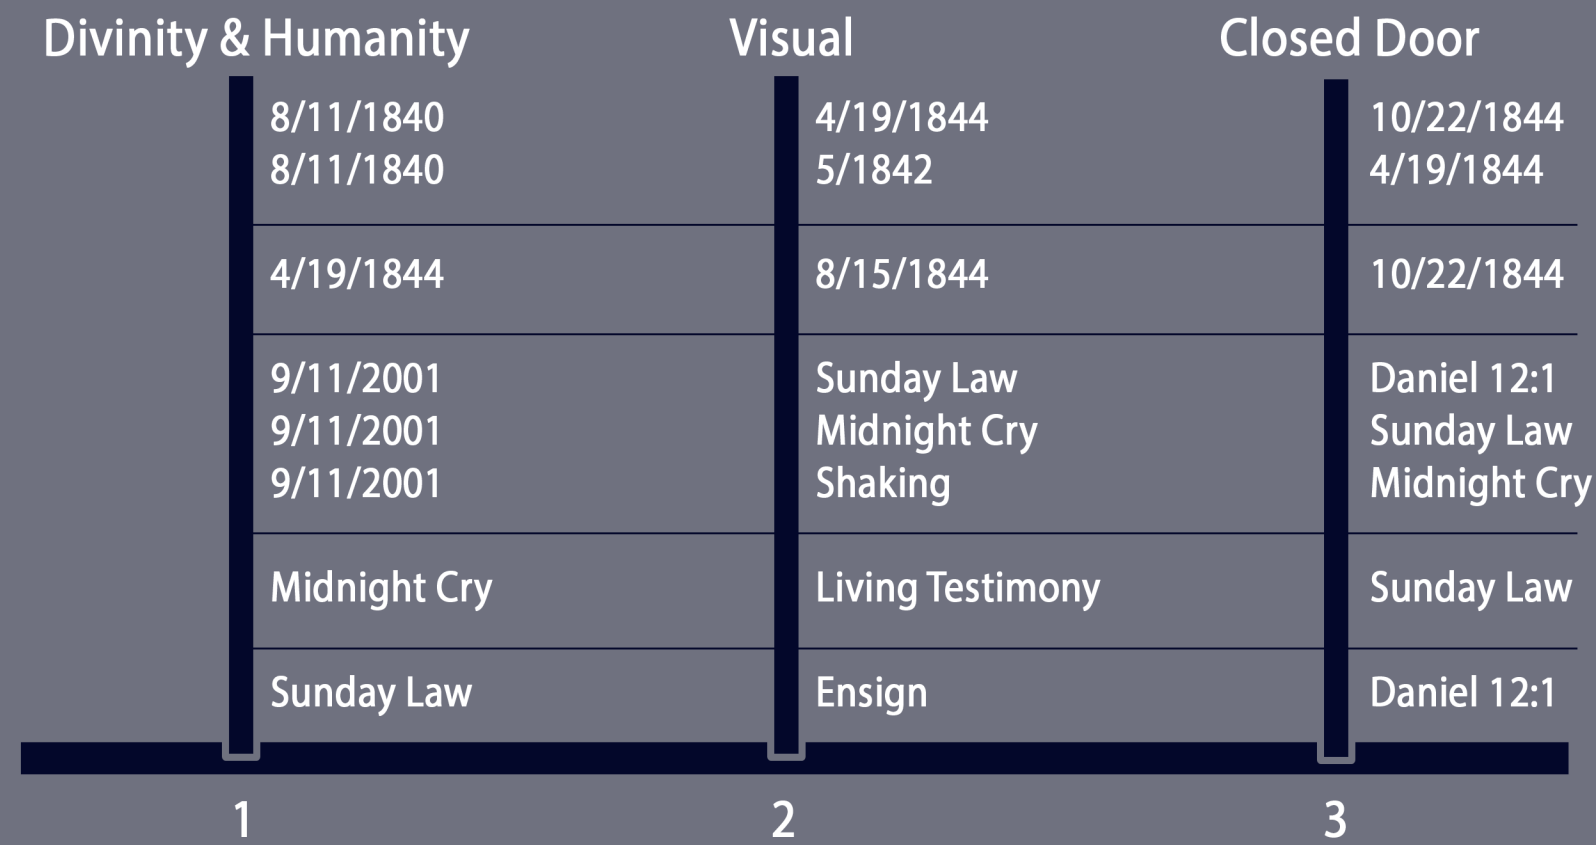 Divinity & Humanity Visual Closed Door
8/11/1840 4/19/1844 10/22/1844
8/11/1840 5/1842 4/19/1844
4/19/1844 8/15/1844 10/22/1844
9/11/2001 Sunday Law Daniel 12:1
9/11/2001 Midnight Cry Sunday Law
9/11/2001 Shaking Midnight Cry
Midnight Cry Living Testimony Sunday Law
Sunday Law Ensign Daniel 12:1
1 2 3